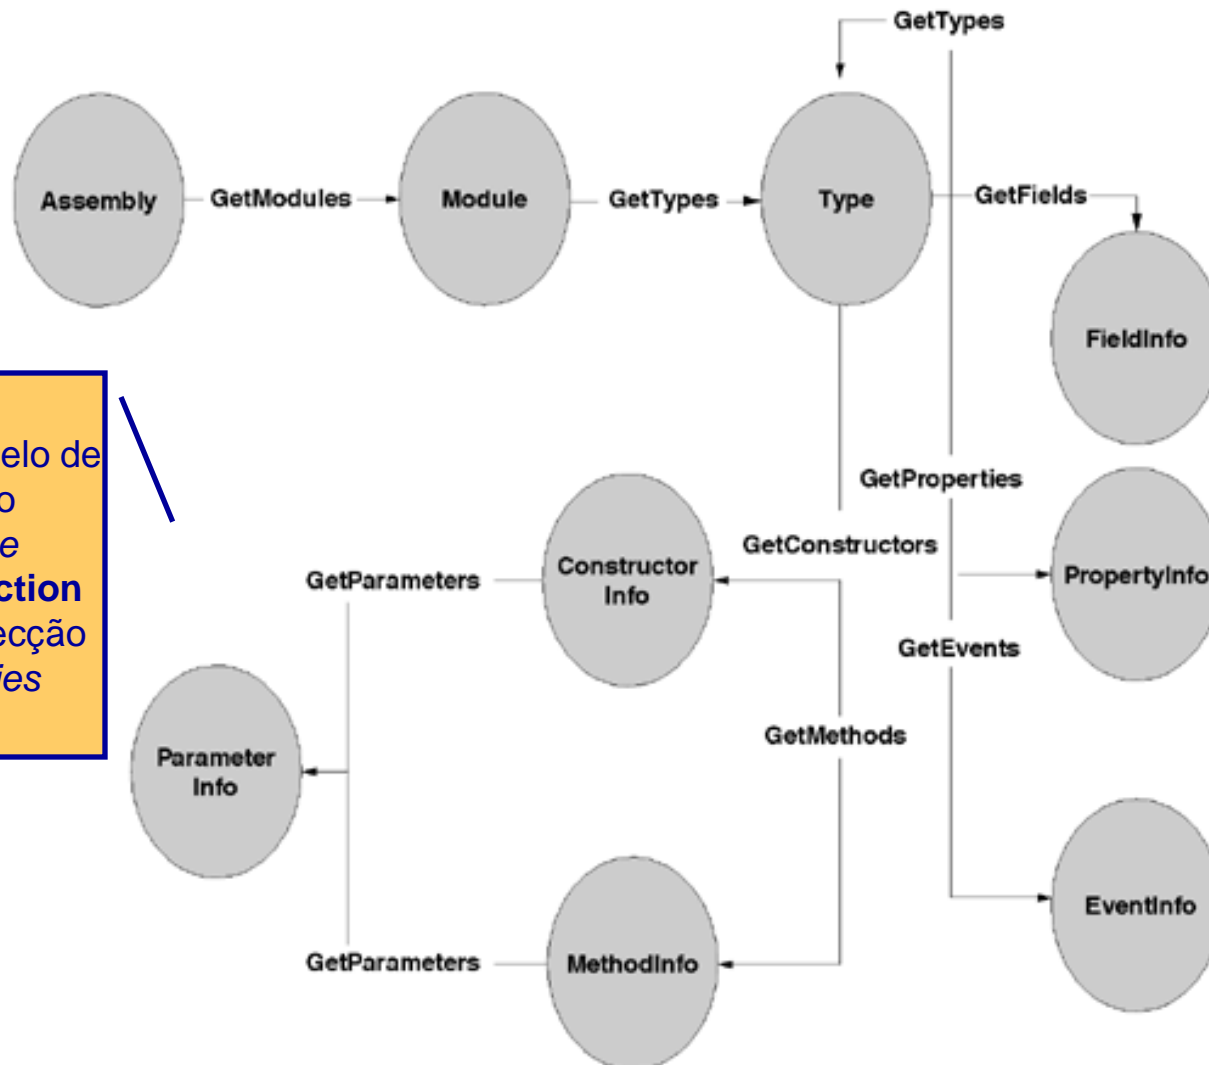 GetTypes
Assembly
GetModules
Module
GetTypes
Type
GetFields
FieldInfo
elo de
o
e
ction
ecção
ies
GetProperties
GetConstructors
PropertyInfo
GetParameters
Constructor
Info
GetEvents
GetMethods
Parameter
Info
EventInfo
GetParameters
MethodInfo